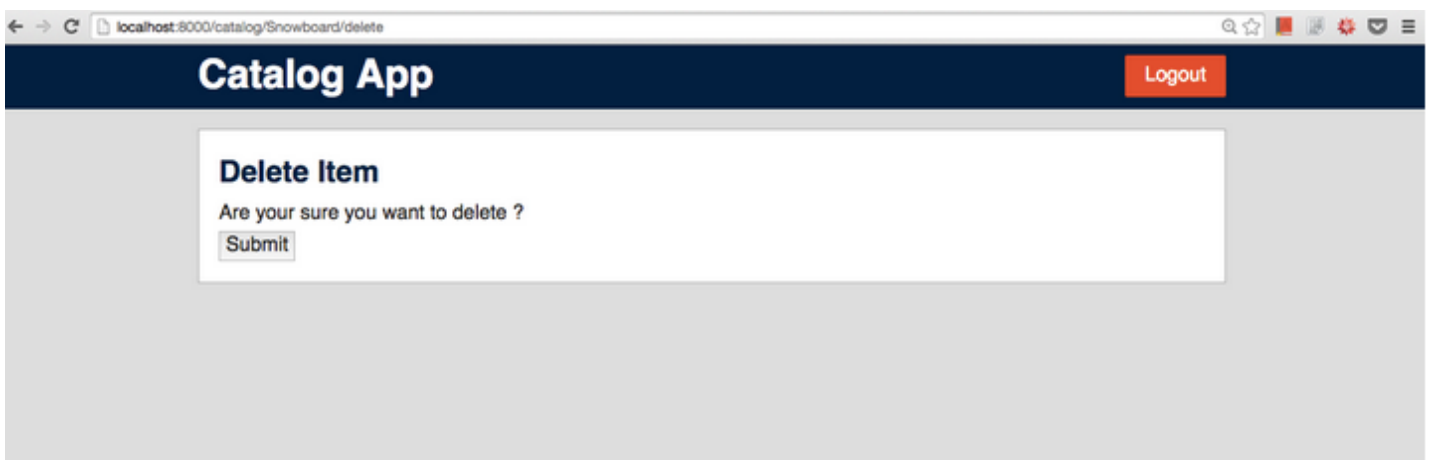 localhost:8000/catalog/Snowboard/delete
Catalog App
Logout
Delete Item
Are your sure you want to delete ?
Submit